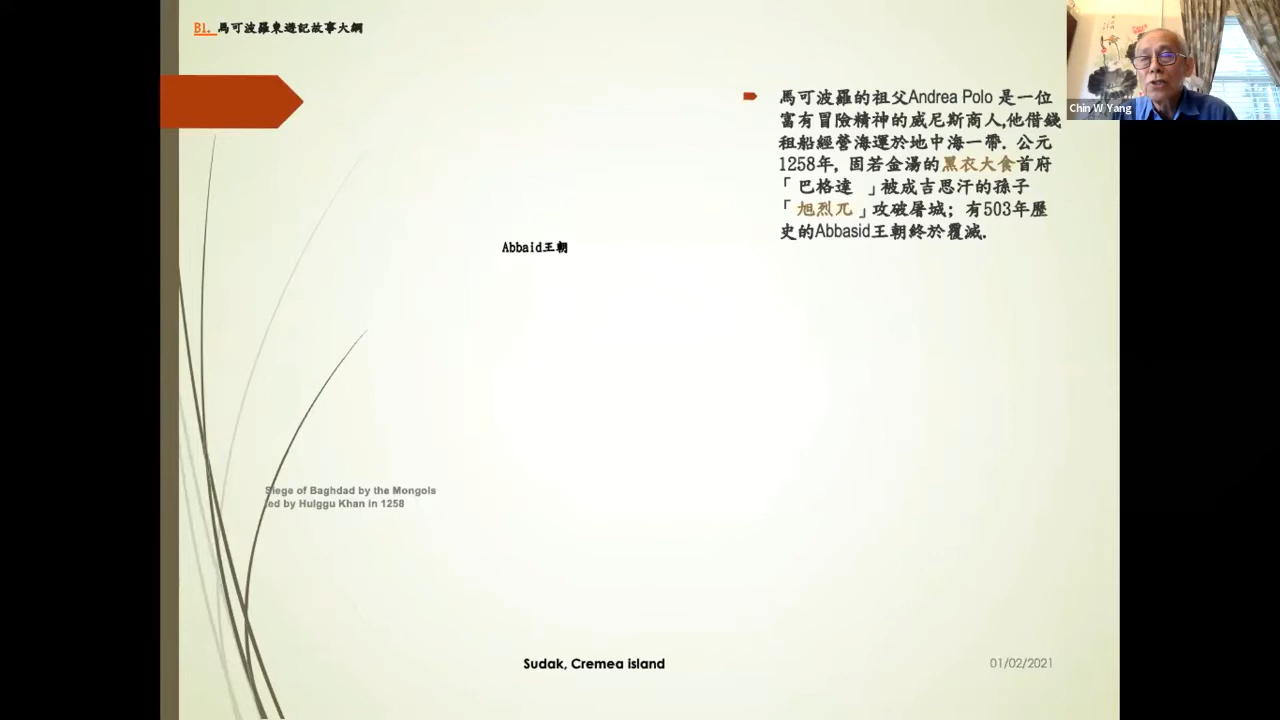 B1. 馬可波羅東遊記故事大綱
Chin W Yang
馬可波羅的祖父Andrea Polo 是一位
富有冒險精神的威尼斯商人,他借錢
租船經營海運於地中海一帶. 公元
1258年, 固若金湯的黑衣大食首府
「 巴格達 」被成吉思汗的孫子
「 旭烈兀 」攻破屠城; 有503年歷
史的Abbasid王朝終於覆滅.
Abbaid王朝
Siege of Baghdad by the Mongols
led by Hulggu Khan in 1258
Sudak, Cremea island
01/02/2021